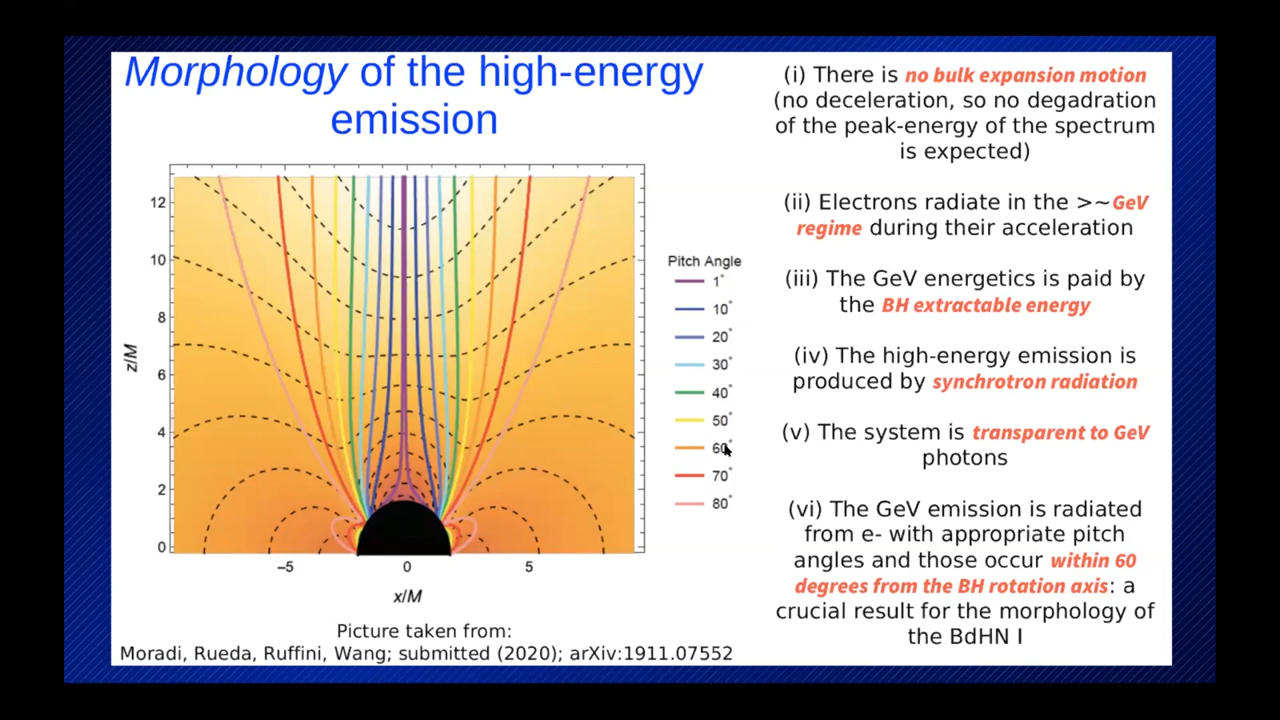 Morphology of the high-energy
emission
12
10
8
6
4
2
0
z/M
−5
0
5
x/M
Pitch Angle
1°
10°
20°
30°
40°
50°
60°
70°
80°
Picture taken from:
Moradi, Rueda, Ruffini, Wang; submitted (2020); arXiv:1911.07552
(i) There is no bulk expansion motion
(no deceleration, so no degadration
of the peak-energy of the spectrum
is expected)
(ii) Electrons radiate in the >~GeV
regime during their acceleration
(iii) The GeV energetics is paid by
the BH extractable energy
(iv) The high-energy emission is
produced by synchrotron radiation
(v) The system is transparent to GeV
photons
(vi) The GeV emission is radiated
from e- with appropriate pitch
angles and those occur within 60
degrees from the BH rotation axis: a
crucial result for the morphology of
the BdHN I